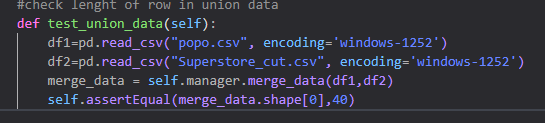 #check lenght of row in union data
def test_union_data(self):
df1=pd.read_csv("popo.csv", encoding='windows-1252')
df2=pd.read_csv("Superstore_cut.csv", encoding='windows-1252')
merge_data = self.manager.merge_data(df1,df2)
self.assertEqual(merge_data.shape[0],40)